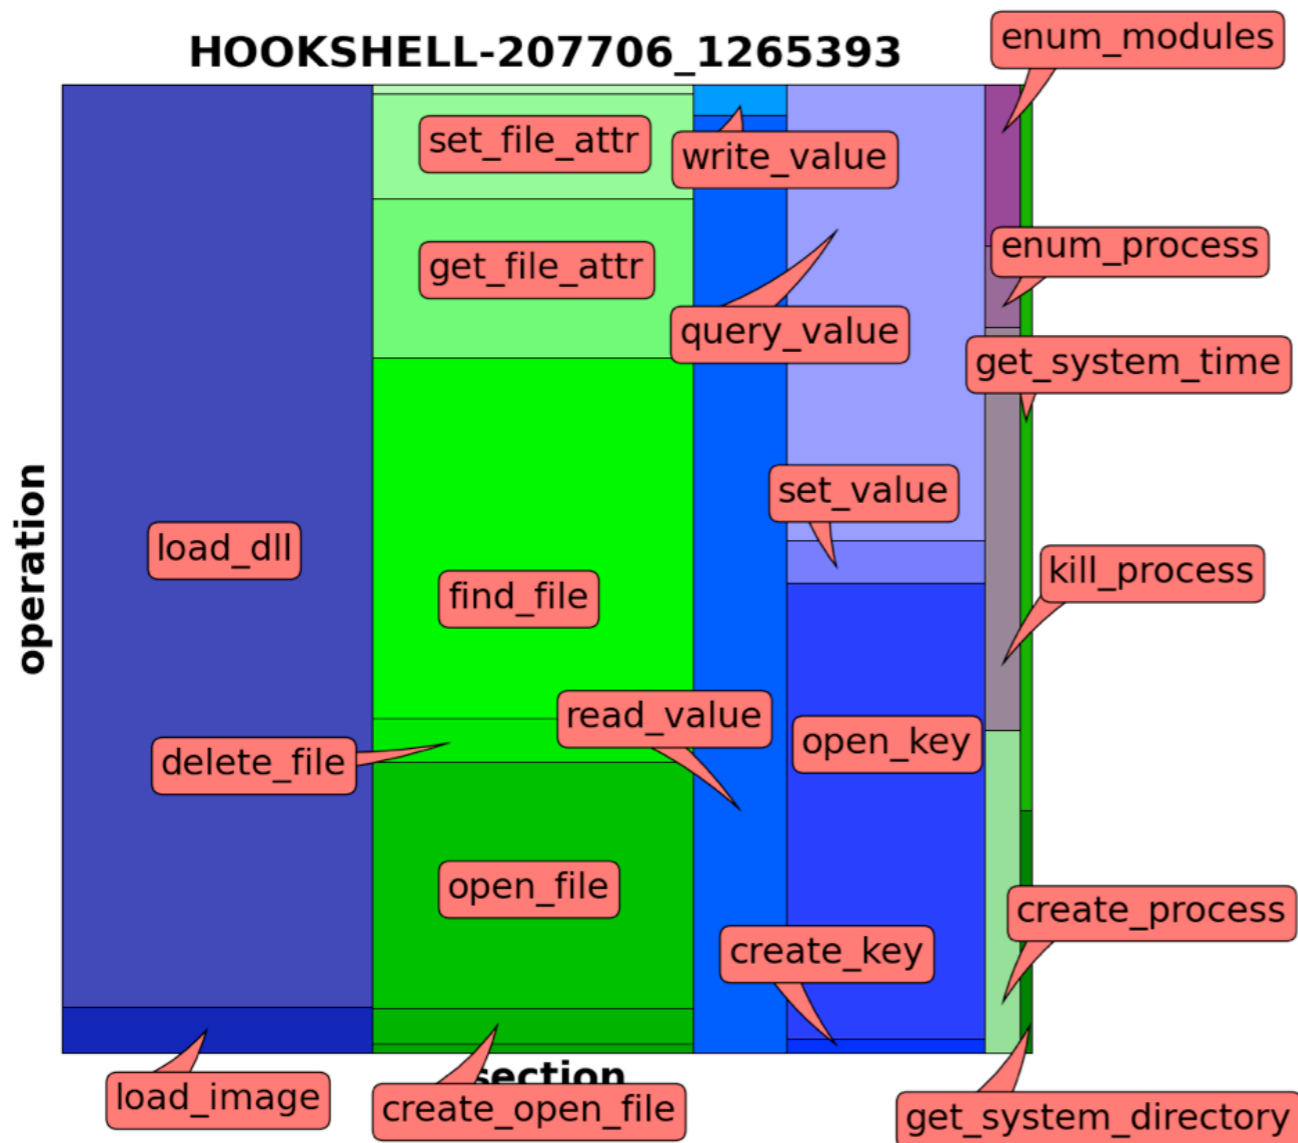 HOOKSHELL-207706_1265393
enum_modules
set_file_attr
write_value
enum_process
get_file_attr
query_value
get_system_time
set_value
operation
load_dll
kill_process
find_file
read_value
open_key
delete_file
open_file
create_process
create_key
section
load_image
create_open_file
get_system_directory